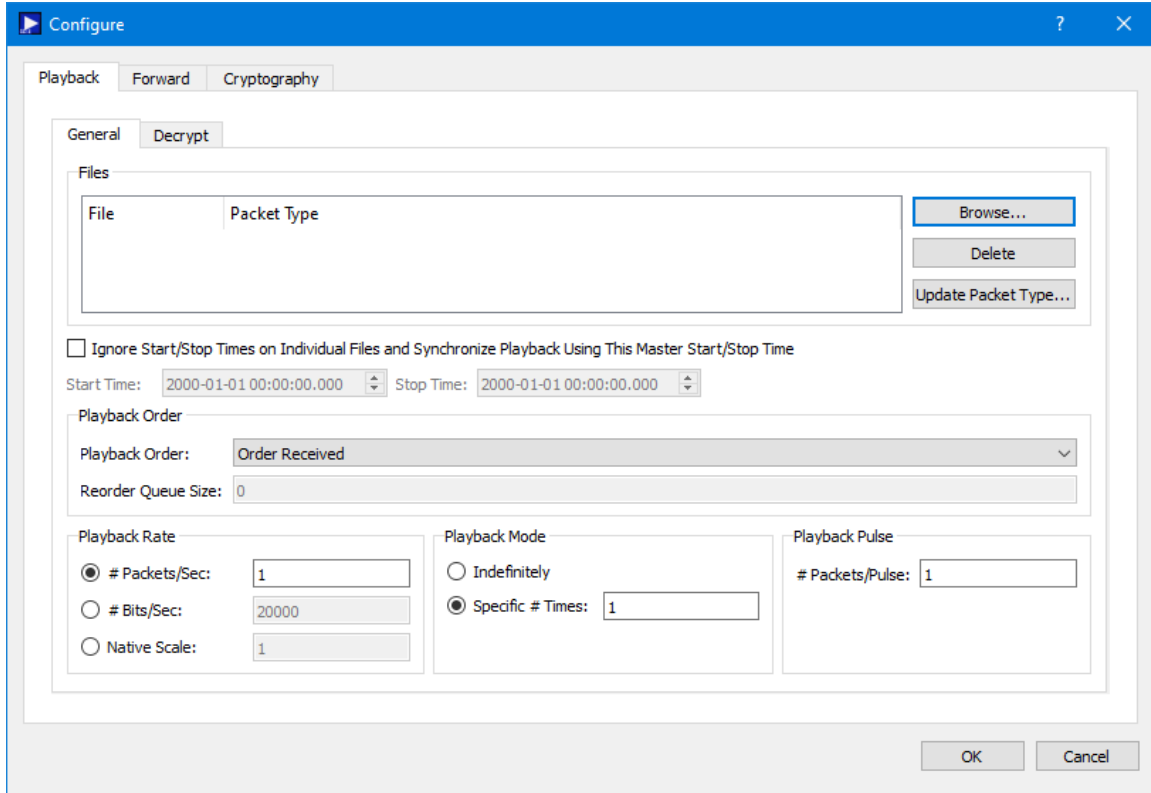 Configure
Playback Forward Cryptography
General Decrypt
Files
File Packet Type
Browse...
Delete
Update Packet Type...
Ignore Start/Stop Times on Individual Files and Synchronize Playback Using This Master Start/Stop Time
Start Time: 2000-01-01 00:00:00.000 Stop Time: 2000-01-01 00:00:00.000
Playback Order
Playback Order: Order Received
Reorder Queue Size: 0
Playback Rate
# Packets/Sec: 1
# Bits/Sec: 20000
Native Scale: 1
Playback Mode
Indefinitely
Specific # Times: 1
Playback Pulse
# Packets/Pulse: 1
OK Cancel